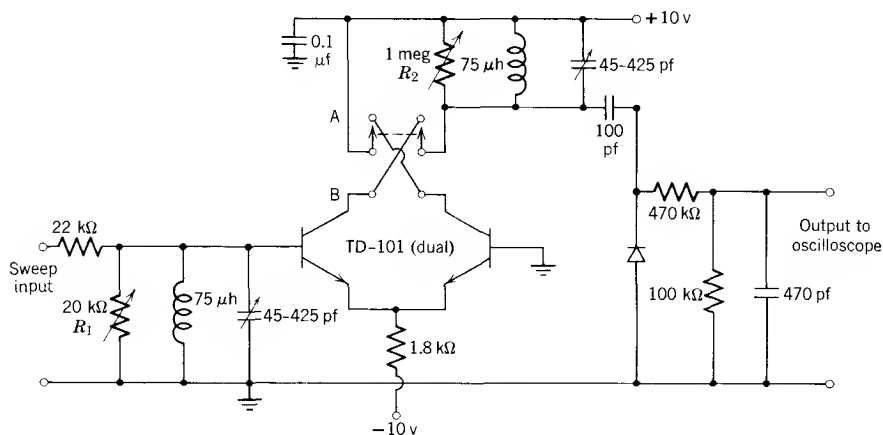 +10 v
0.1
μf
1 meg
R2
75 μh
45-425 pf
A
100
pf
B
22 kΩ
470 kΩ
TD-101 (dual)
Output to
oscilloscope
Sweep
input
20 kΩ
R1
75 μh
45-425 pf
100 kΩ
470 pf
1.8 kΩ
-10 v